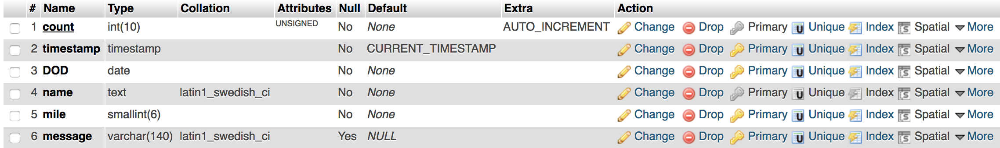 # Name Type Collation Attributes Null Default Extra Action
1 count int(10) UNSIGNED No None AUTO_INCREMENT Change Drop Primary Unique Index Spatial More
2 timestamp timestamp No CURRENT_TIMESTAMP Change Drop Primary Unique Index Spatial More
3 DOD date No None Change Drop Primary Unique Index Spatial More
4 name text latin1_swedish_ci No None Change Drop Primary Unique Index Spatial More
5 mile smallint(6) No None Change Drop Primary Unique Index Spatial More
6 message varchar(140) latin1_swedish_ci Yes NULL Change Drop Primary Unique Index Spatial More